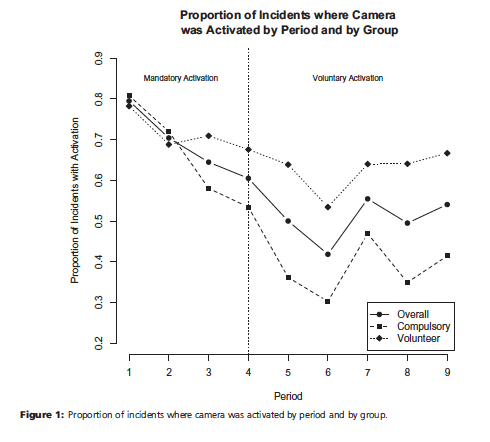 Proportion of Incidents where Camera
was Activated by Period and by Group
Mandatory Activation
Voluntary Activation
Proportion of Incidents with Activation
0.9
0.8
0.7
0.6
0.5
0.4
0.3
0.2
1 2 3 4 5 6 7 8 9
Period
Overall
Compulsory
Volunteer
Figure 1: Proportion of incidents where camera was activated by period and by group.